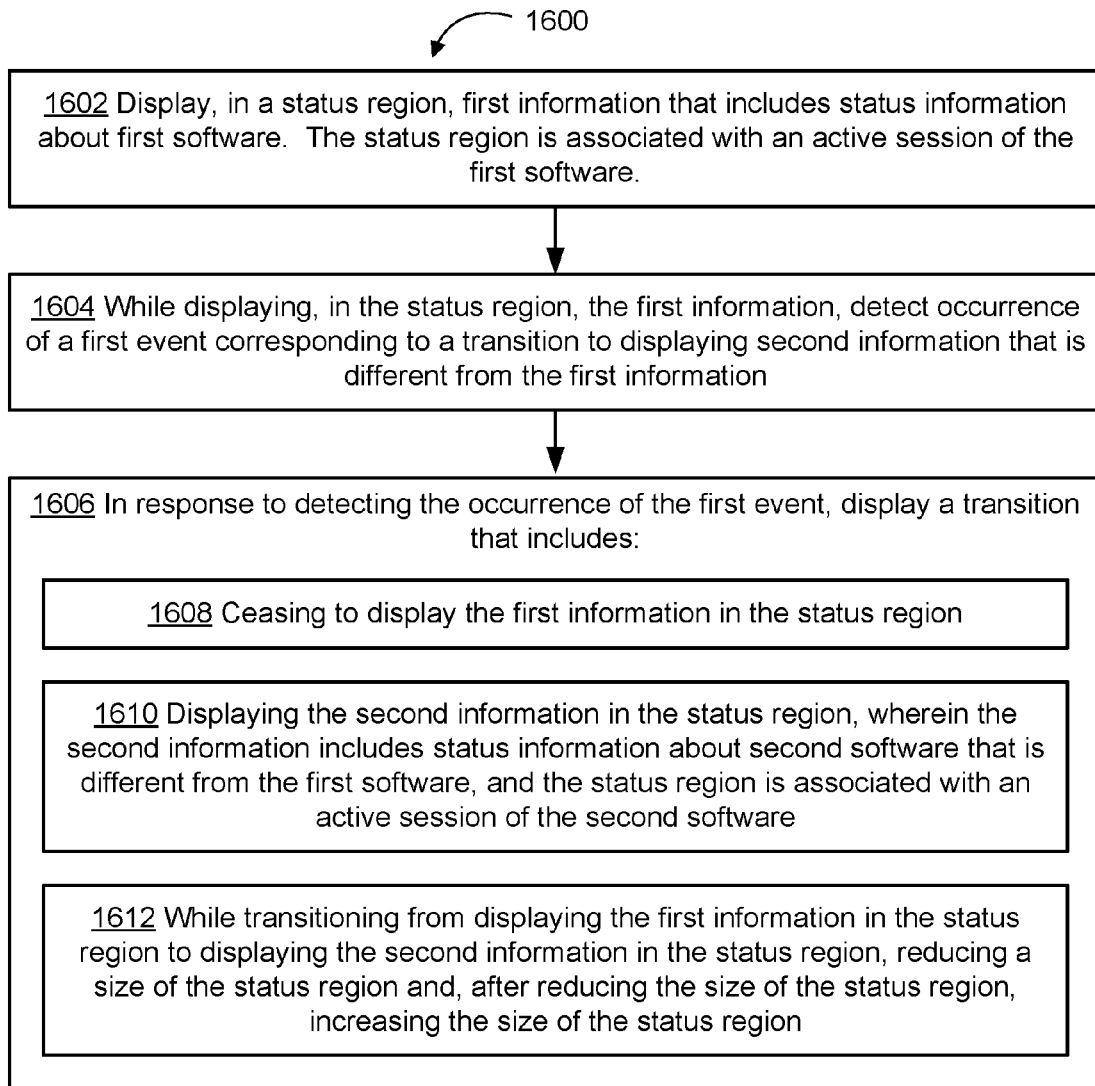 1600
1602 Display, in a status region, first information that includes status information
about first software.  The status region is associated with an active session of the
first software.
1604 While displaying, in the status region, the first information, detect occurrence
of a first event corresponding to a transition to displaying second information that is
different from the first information
1606 In response to detecting the occurrence of the first event, display a transition
that includes:
1608 Ceasing to display the first information in the status region
1610 Displaying the second information in the status region, wherein the
second information includes status information about second software that is
different from the first software, and the status region is associated with an
active session of the second software
1612 While transitioning from displaying the first information in the status
region to displaying the second information in the status region, reducing a
size of the status region and, after reducing the size of the status region,
increasing the size of the status region